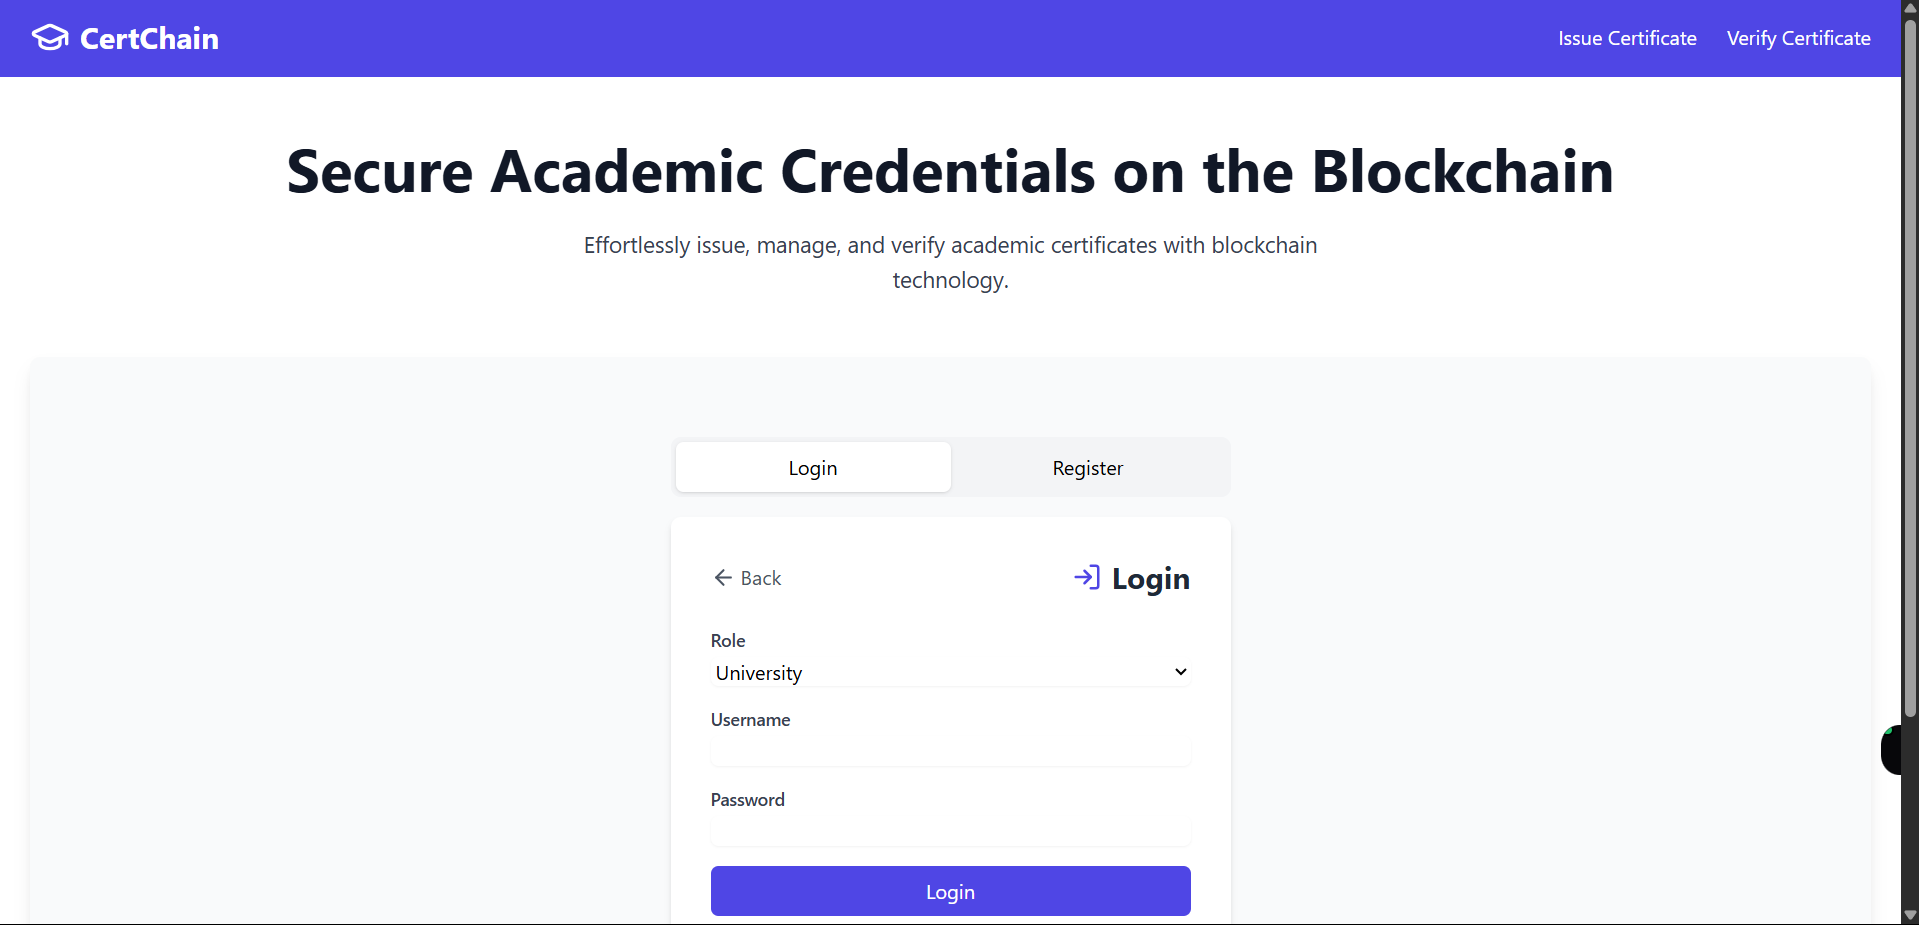 CertChain
Issue Certificate
Verify Certificate
Secure Academic Credentials on the Blockchain
Effortlessly issue, manage, and verify academic certificates with blockchain
technology.
Login
Register
Back
Login
Role
University
Username
Password
Login